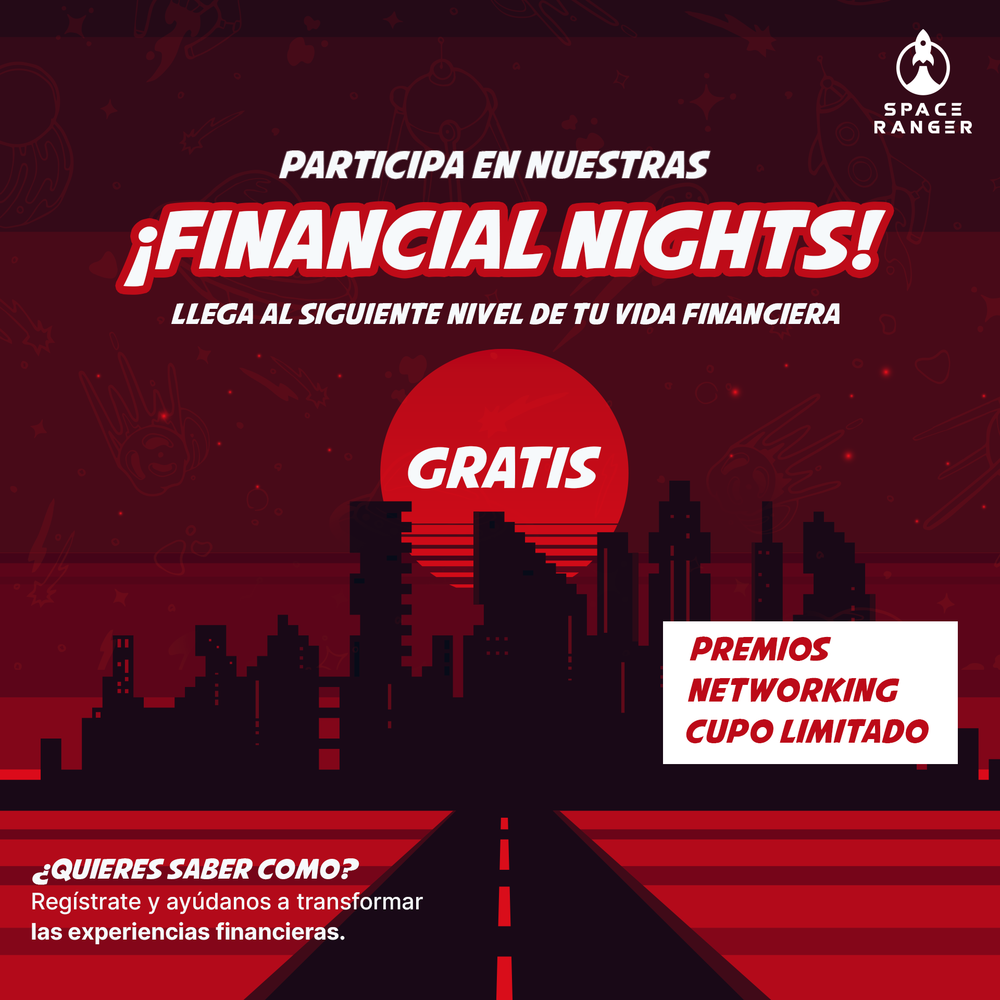 SPACE
RANGER
PARTICIPA EN NUESTRAS
¡FINANCIAL NIGHTS!
LLEGA AL SIGUIENTE NIVEL DE TU VIDA FINANCIERA
GRATIS
PREMIOS
NETWORKING
CUPO LIMITADO
¿QUIERES SABER COMO?
Regístrate y ayúdanos a transformar
las experiencias financieras.